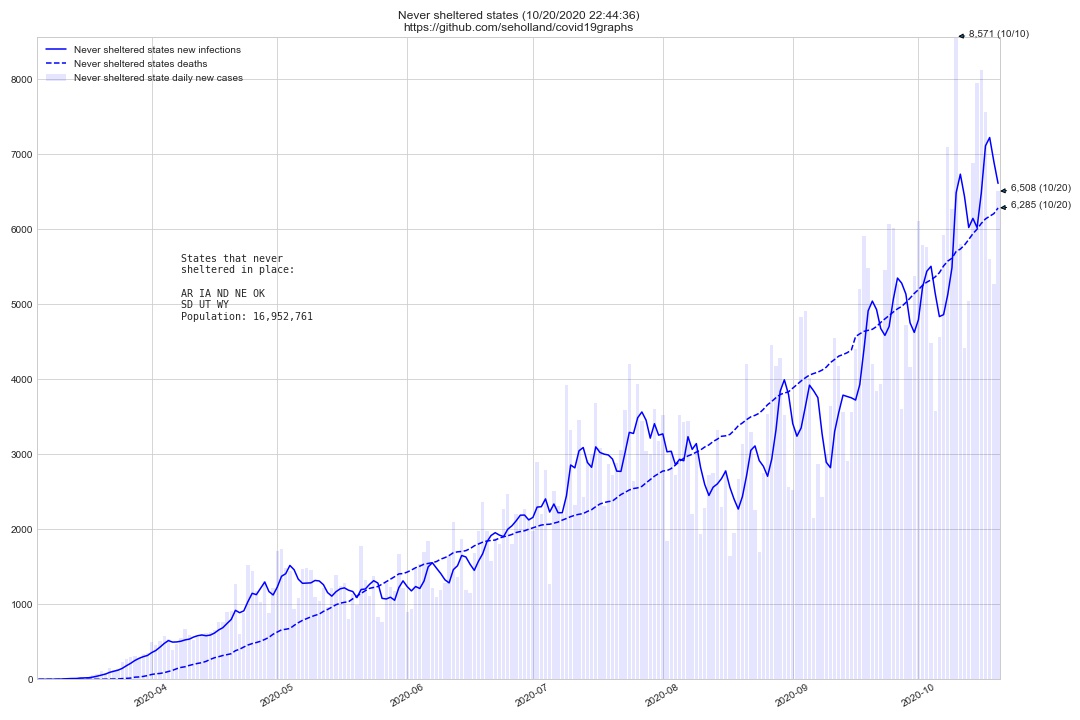 Never sheltered states (10/20/2020 22:44:36)
https://github.com/seholland/covid19graphs
8,571 (10/10)
Never sheltered states new infections
Never sheltered states deaths
Never sheltered state daily new cases
8000
7000
6,508 (10/20)
6,285 (10/20)
6000
States that never
sheltered in place:
AR IA ND NE OK
SD UT WY
Population: 16,952,761
5000
4000
3000
2000
1000
0
2020-04
2020-05
2020-06
2020-07
2020-08
2020-09
2020-10